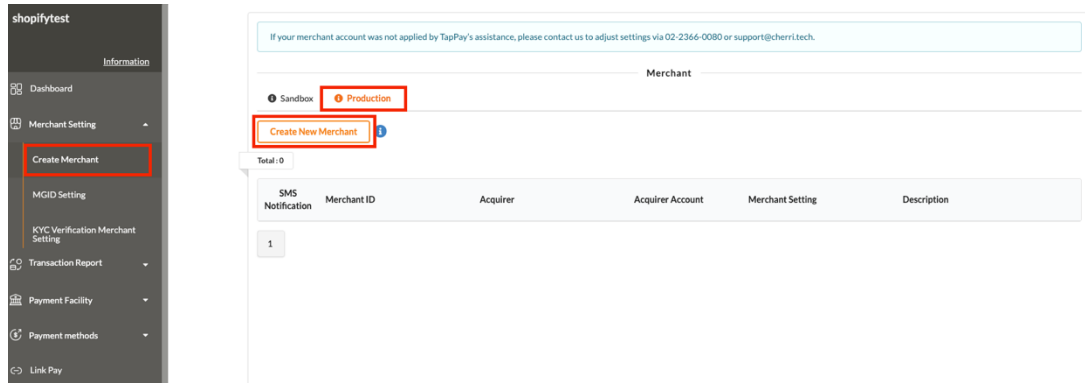 shopifytest
Information
Dashboard
Merchant Setting
Create Merchant
MGID Setting
KYC Verification Merchant
Setting
Transaction Report
Payment Facility
Payment methods
Link Pay
If your merchant account was not applied by TapPay's assistance, please contact us to adjust settings via 02-2366-0080 or support@cherri.tech.
Merchant
Sandbox Production
Create New Merchant
Total : 0
SMS
Notification Merchant ID Acquirer Acquirer Account Merchant Setting Description
1